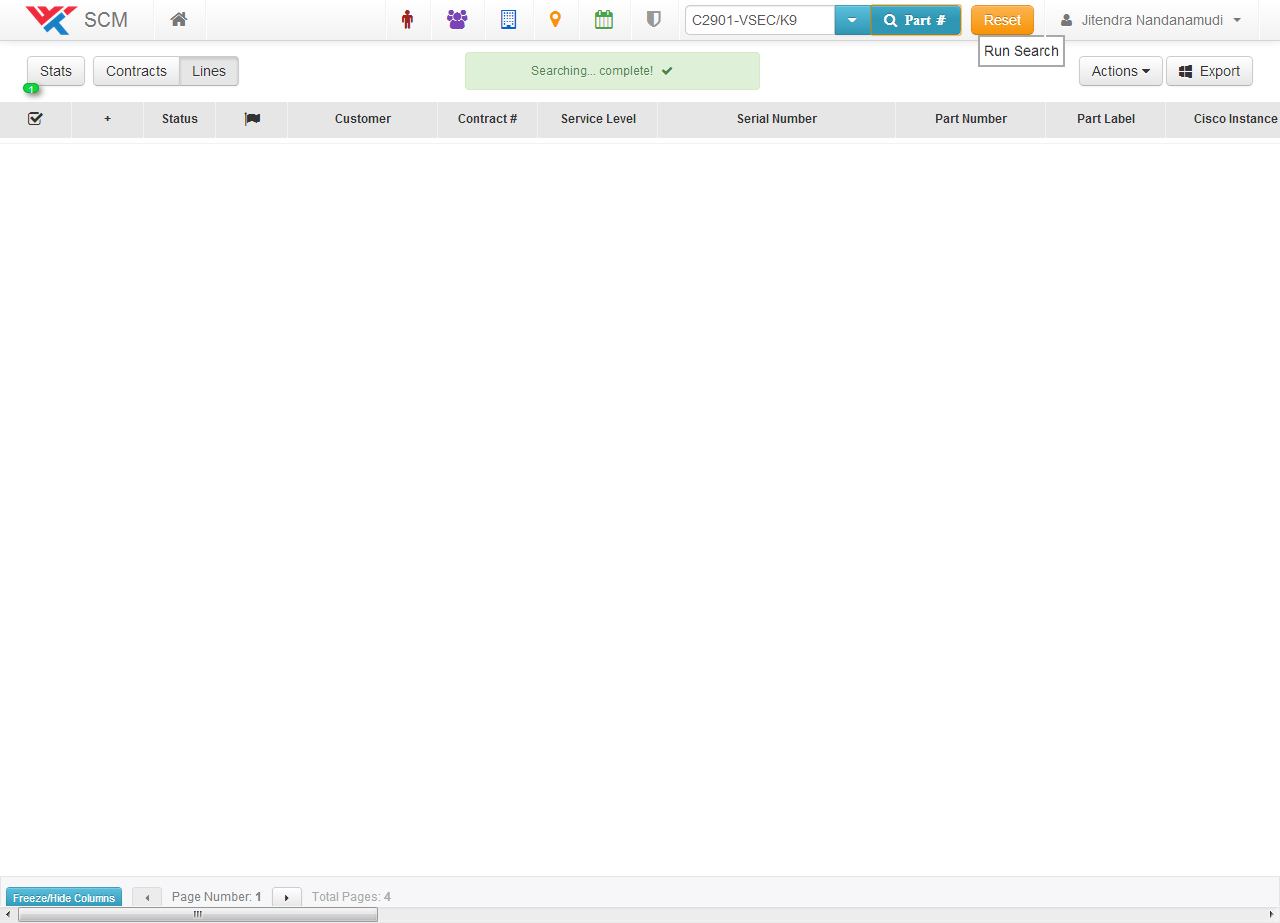 SCM
C2901-VSEC/K9
Part #
Reset
Jitendra Nandanamudi
Run Search
Stats
1
Contracts
Lines
Searching... complete!
Actions
Export
+
Status
Customer
Contract #
Service Level
Serial Number
Part Number
Part Label
Cisco Instance
Freeze/Hide Columns
Page Number: 1
Total Pages: 4